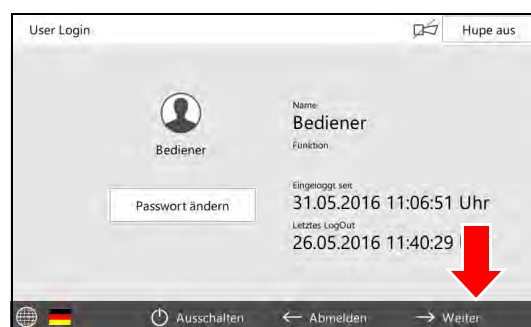 User Login
Hupe aus
Bediener
Passwort ändern
Name
Bediener
Funktion
Eingeloggt seit
31.05.2016 11:06:51 Uhr
Letztes LogOut
26.05.2016 11:40:29
Ausschalten
← Abmelden
→ Weiter